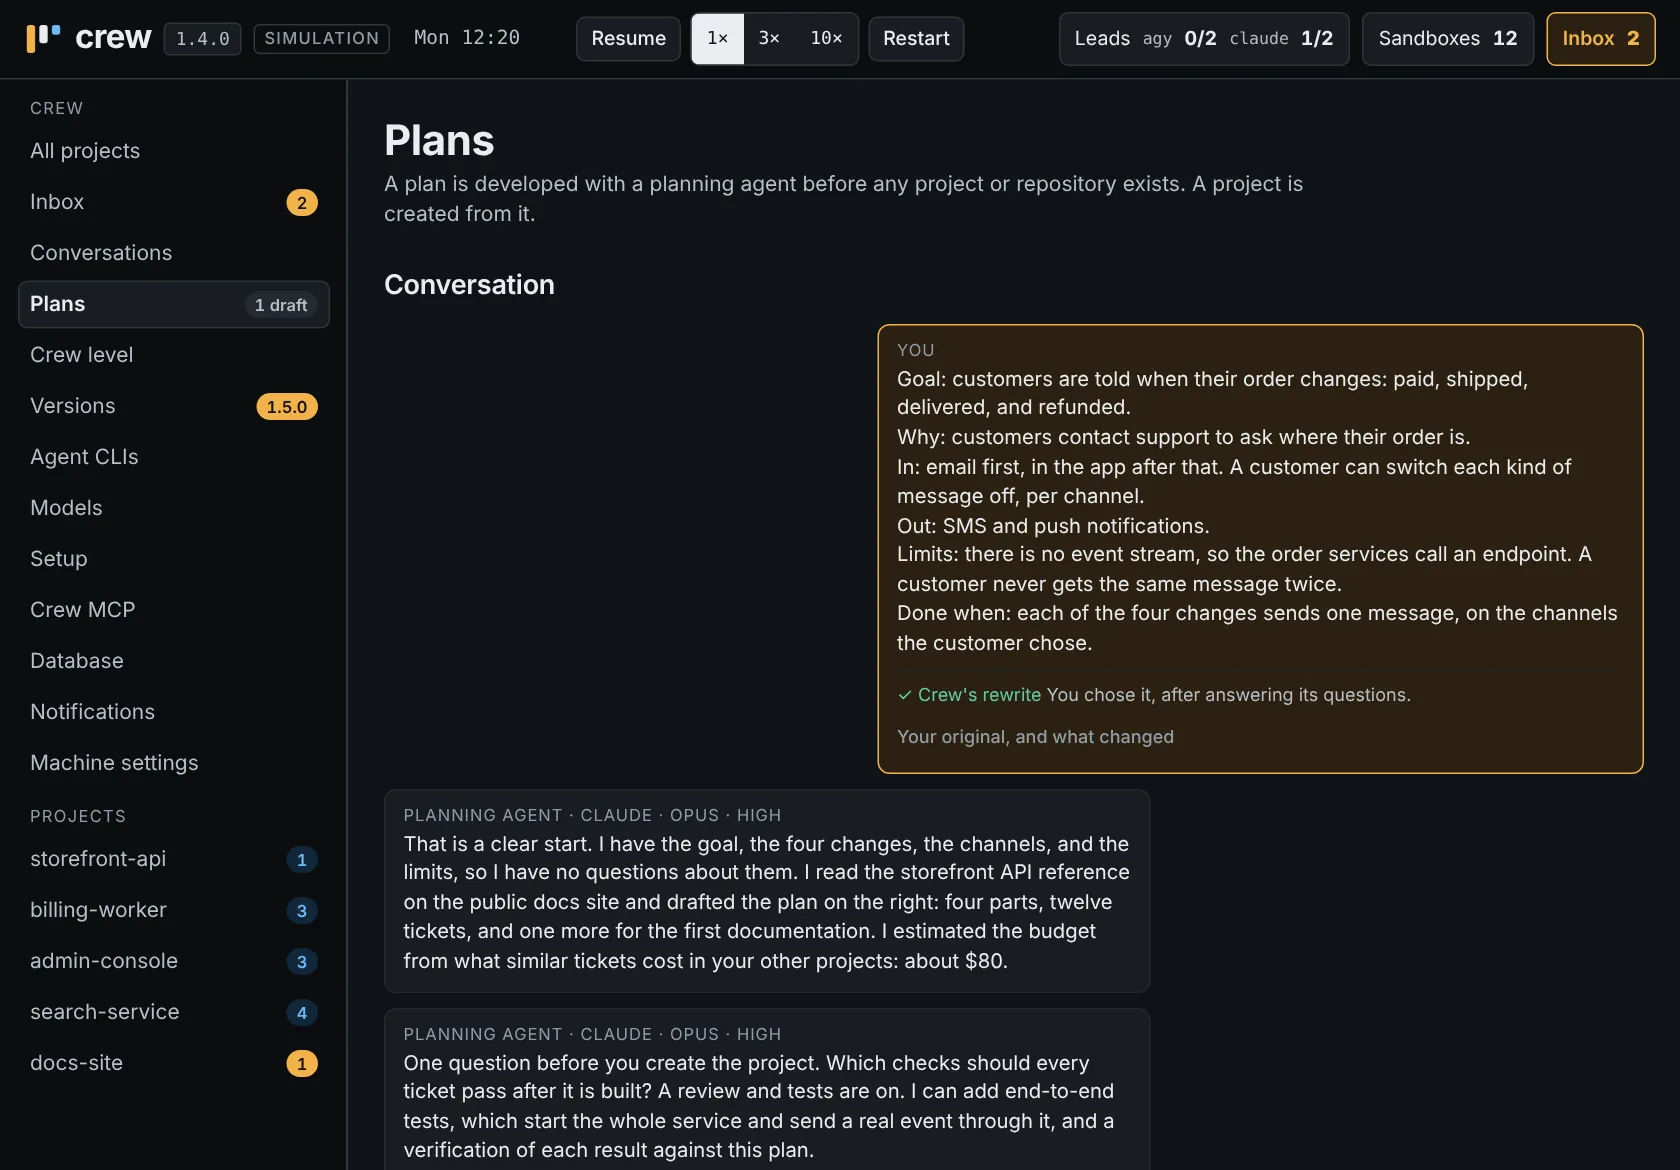 crew 1.4.0 SIMULATION Mon 12:20 Resume 1× 3× 10× Restart Leads agy 0/2 claude 1/2 Sandboxes 12 Inbox 2
CREW
All projects
Inbox 2
Conversations
Plans 1 draft
Crew level
Versions 1.5.0
Agent CLIs
Models
Setup
Crew MCP
Database
Notifications
Machine settings
PROJECTS
storefront-api 1
billing-worker 3
admin-console 3
search-service 4
docs-site 1
Plans
A plan is developed with a planning agent before any project or repository exists. A project is
created from it.
Conversation
YOU
Goal: customers are told when their order changes: paid, shipped,
delivered, and refunded.
Why: customers contact support to ask where their order is.
In: email first, in the app after that. A customer can switch each kind of
message off, per channel.
Out: SMS and push notifications.
Limits: there is no event stream, so the order services call an endpoint. A
customer never gets the same message twice.
Done when: each of the four changes sends one message, on the channels
the customer chose.
✓ Crew's rewrite You chose it, after answering its questions.
Your original, and what changed
PLANNING AGENT · CLAUDE · OPUS · HIGH
That is a clear start. I have the goal, the four changes, the channels, and the
limits, so I have no questions about them. I read the storefront API reference
on the public docs site and drafted the plan on the right: four parts, twelve
tickets, and one more for the first documentation. I estimated the budget
from what similar tickets cost in your other projects: about $80.
PLANNING AGENT · CLAUDE · OPUS · HIGH
One question before you create the project. Which checks should every
ticket pass after it is built? A review and tests are on. I can add end-to-end
tests, which start the whole service and send a real event through it, and a
verification of each result against this plan.